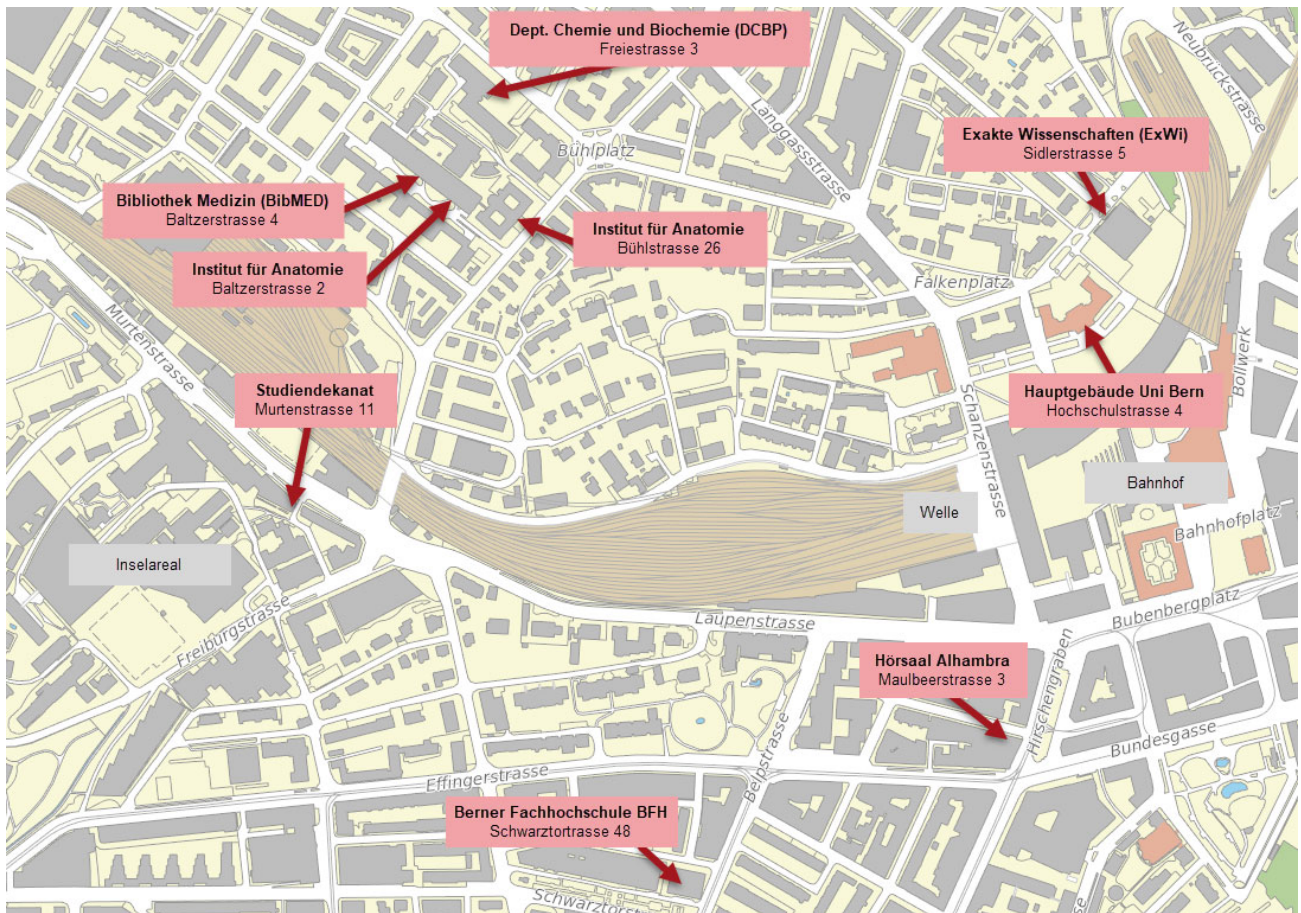 Dept. Chemie und Biochemie (DCBP)
Freiestrasse 3
Neubrückstrasse
Länggassstrasse
Bühlplatz
Exakte Wissenschaften (ExWi)
Sidlerstrasse 5
Bibliothek Medizin (BibMED)
Baltzerstrasse 4
Institut für Anatomie
Bühlstrasse 26
Institut für Anatomie
Baltzerstrasse 2
Falkenplatz
Murtenstrasse
Bollwerk
Studiendekanat
Murtenstrasse 11
Hauptgebäude Uni Bern
Hochschulstrasse 4
Schanzenstrasse
Bahnhof
Welle
Bahnhofplatz
Inselareal
Freiburgstrasse
Laupenstrasse
Bubenbergplatz
Hörsaal Alhambra
Maulbeerstrasse 3
Hirschengraben
Bundesgasse
Effingerstrasse
Belpstrasse
Berner Fachhochschule BFH
Schwarztortrasse 48
Schwarztorst